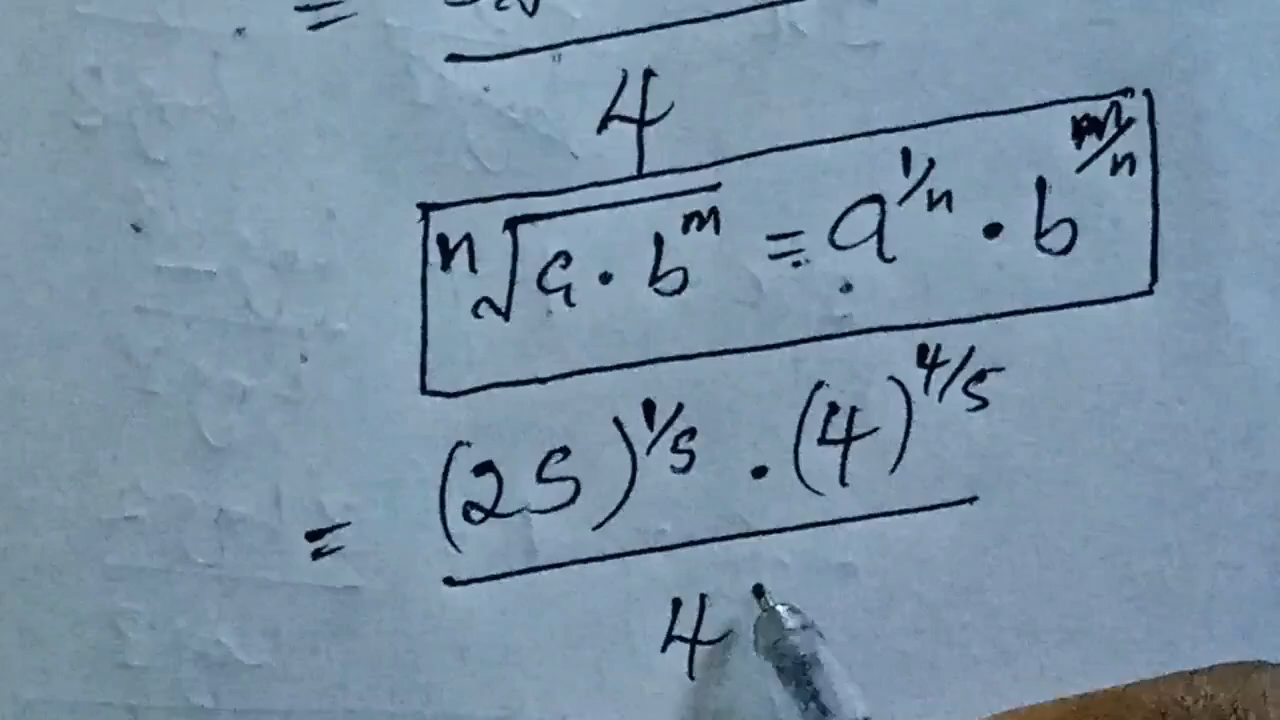 =
4
ⁿ√a · bᵐ = a^1/n · b^m/n
= (25)^1/5 · (4)^4/5
4